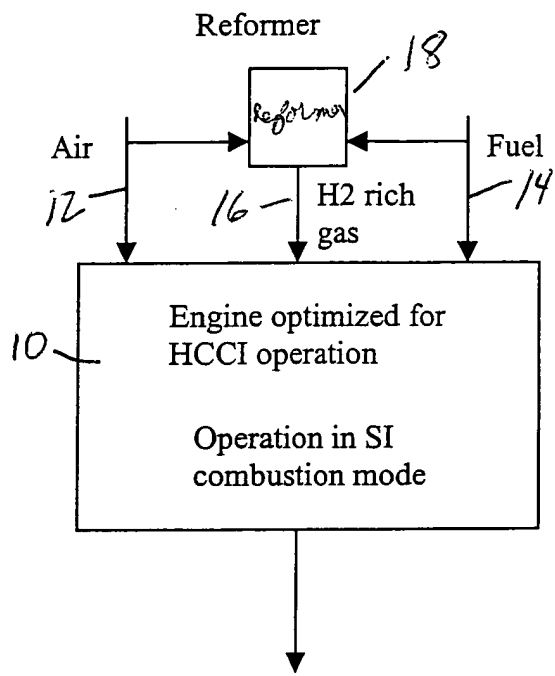 Reformer
18
Reformer
Air
Fuel
12
16
H2 rich
gas
14
Engine optimized for
HCCI operation
10
Operation in SI
combustion mode